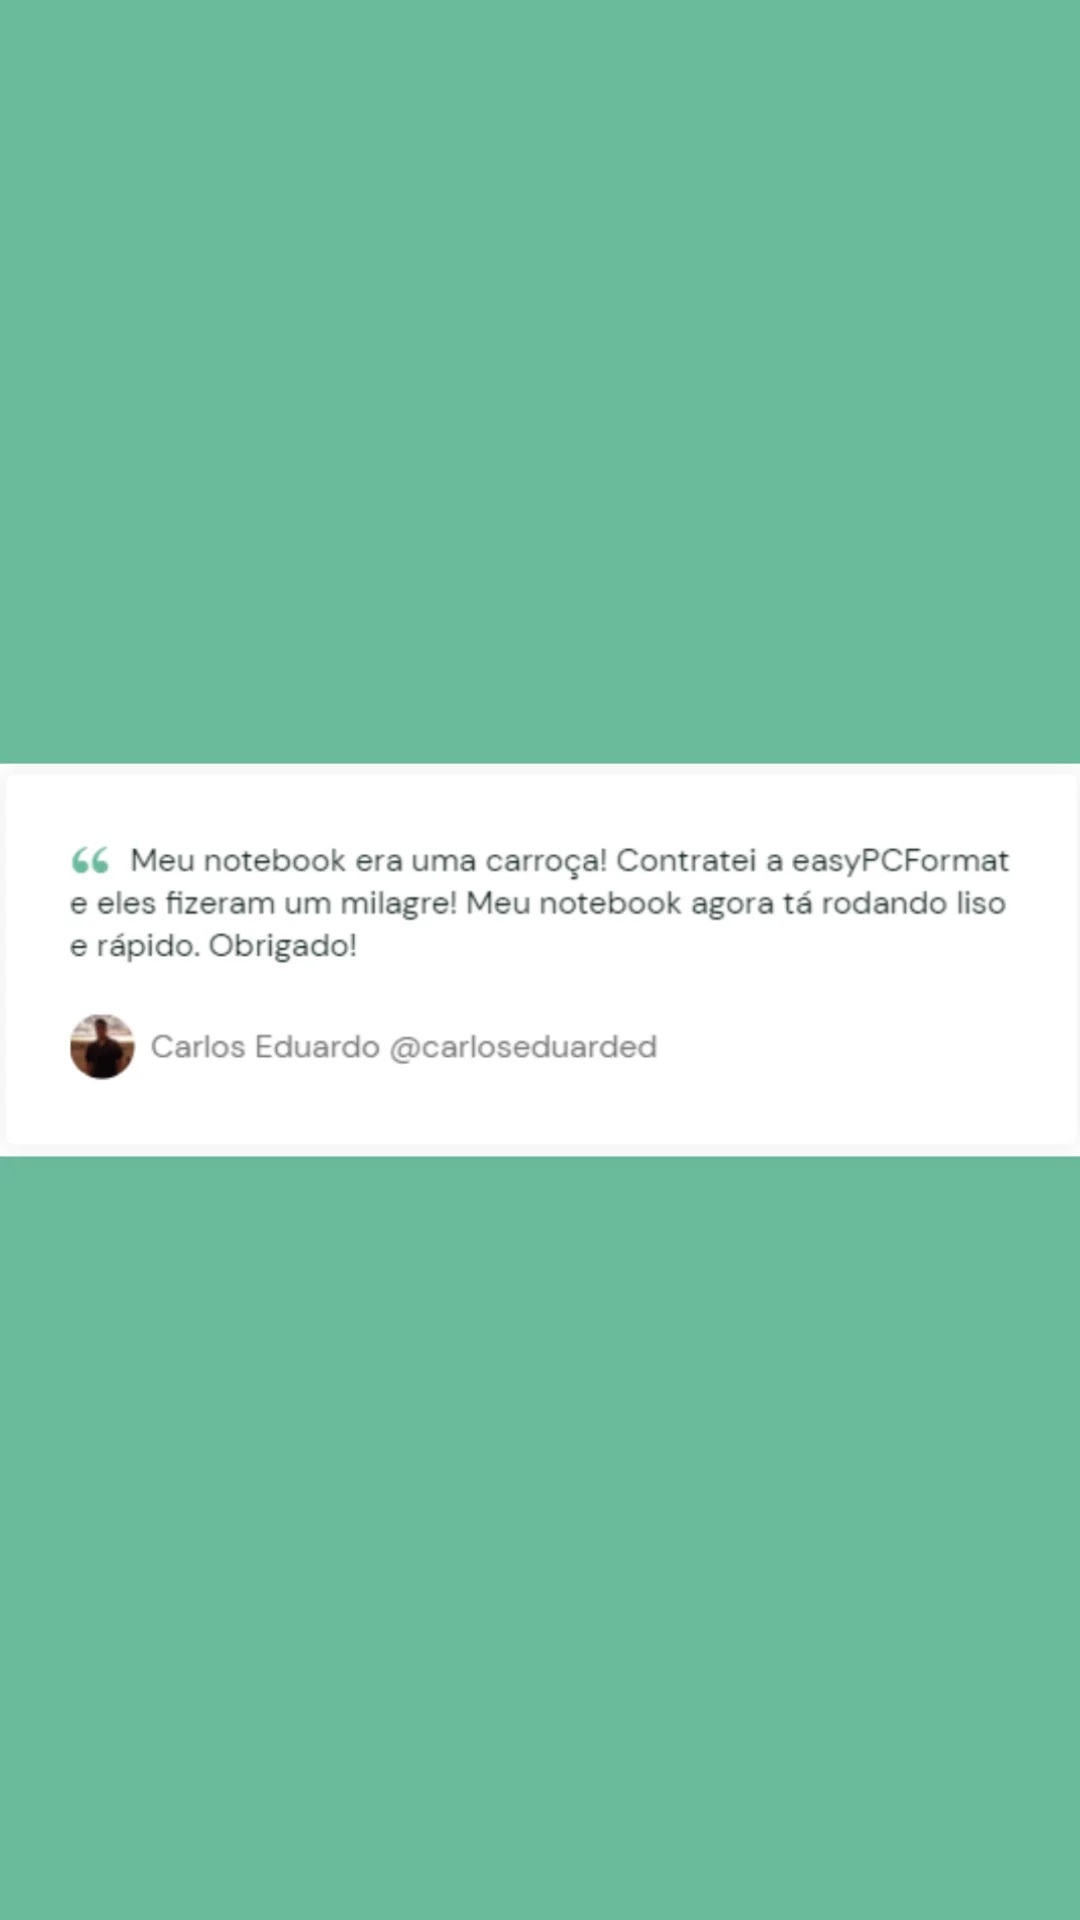 “ Meu notebook era uma carroça! Contratei a easyPCFormat
e eles fizeram um milagre! Meu notebook agora tá rodando liso
e rápido. Obrigado!
Carlos Eduardo @carloseduarded